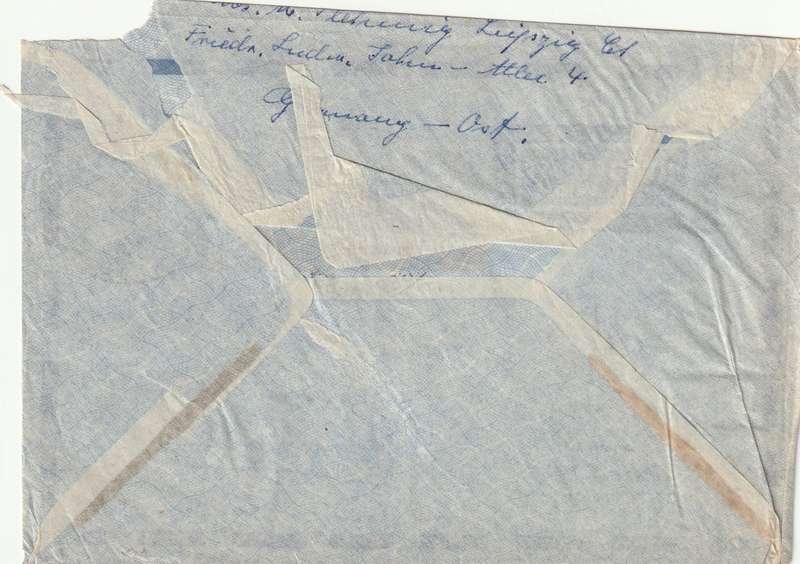 Leipzig C1
Friedr. Ludw. Jahn - Allee 4.
Germany - Ost.